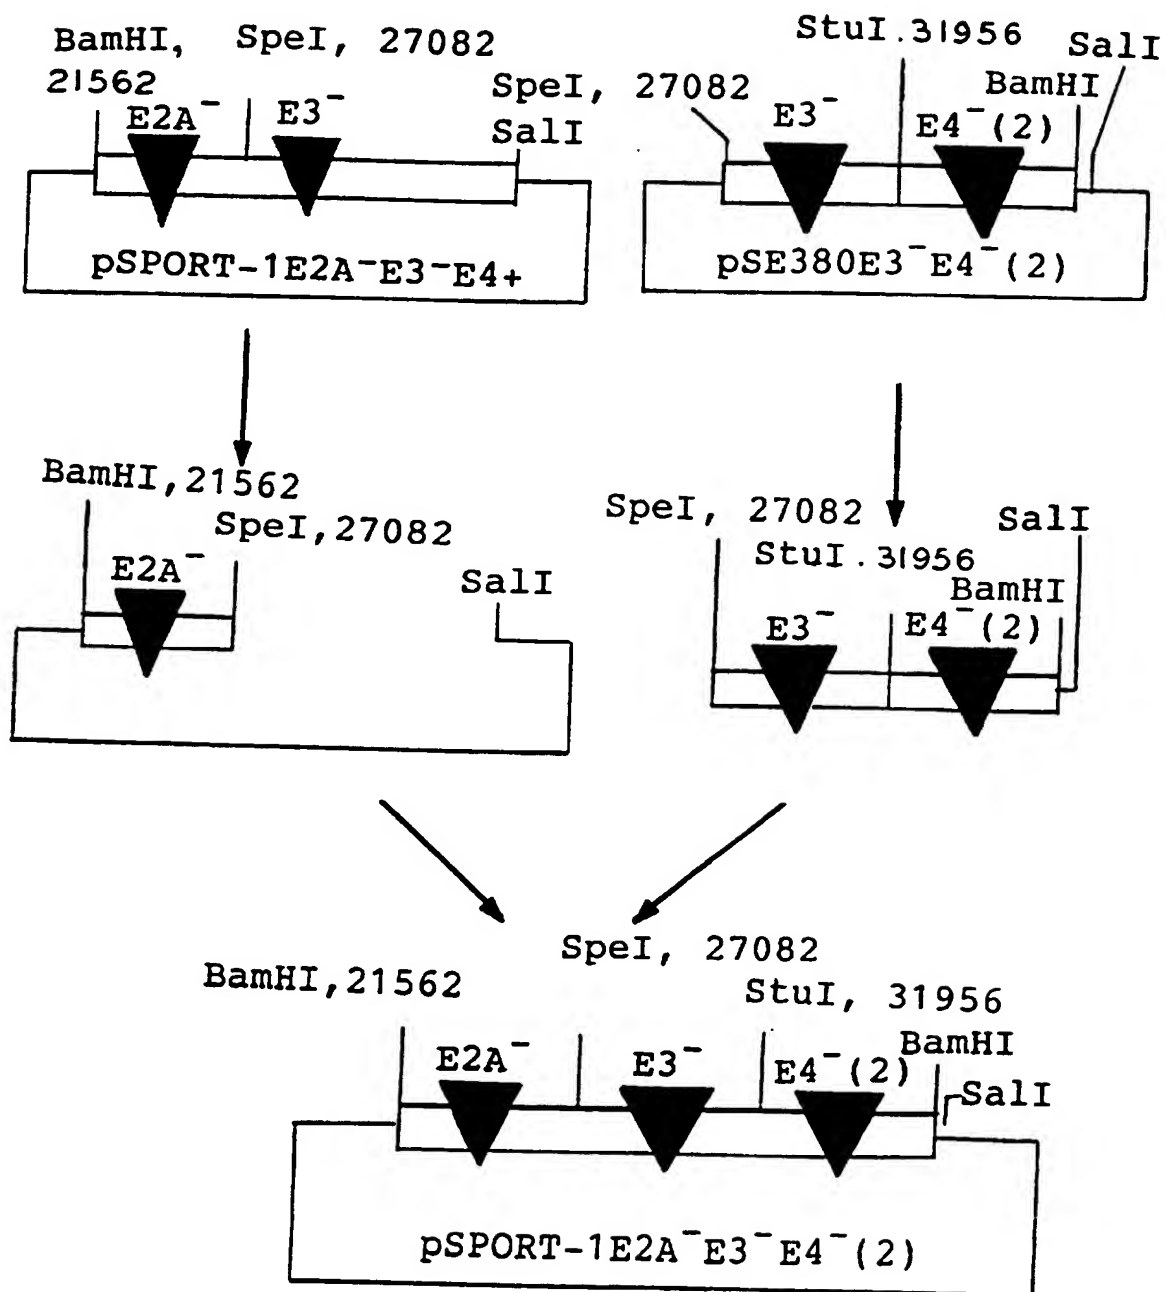 BamHI, SpeI, 27082
21562
E2A⁻ E3⁻
SpeI, 27082
SalI
pSPORT-1E2A⁻E3⁻E4+
StuI.31956 SalI
BamHI
E3⁻ E4⁻(2)
pSE380E3⁻E4⁻(2)
BamHI,21562
SpeI,27082
E2A⁻
SalI
SpeI, 27082 SalI
StuI.31956
BamHI
E3⁻ E4⁻(2)
SpeI, 27082
BamHI,21562 StuI, 31956
BamHI
E2A⁻ E3⁻ E4⁻(2)
SalI
pSPORT-1E2A⁻E3⁻E4⁻(2)